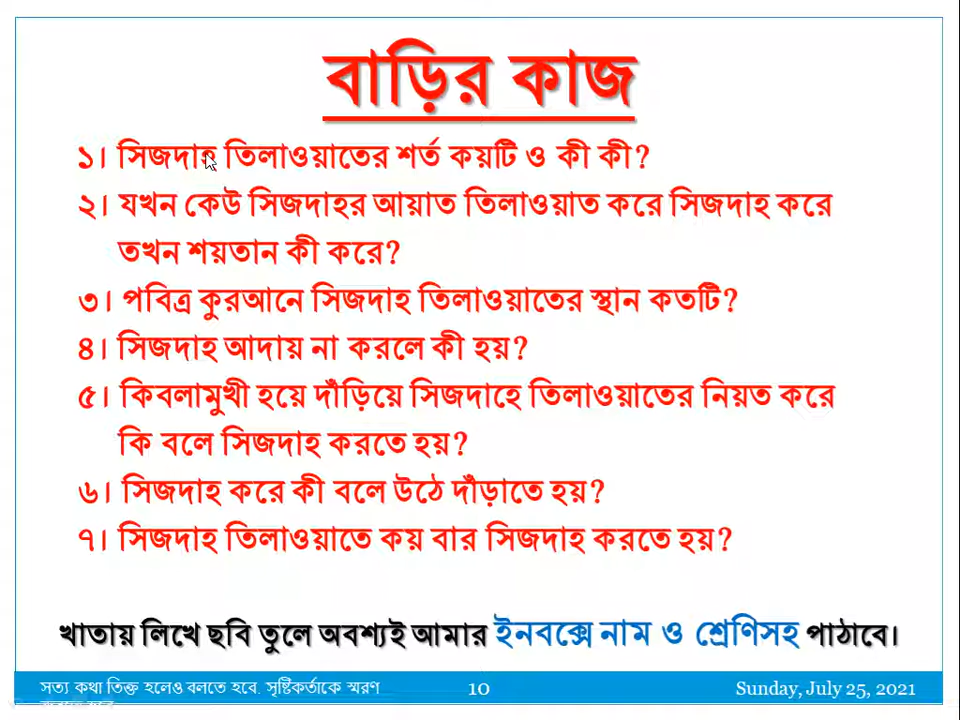 বাড়ির কাজ
১। সিজদাহ তিলাওয়াতের শর্ত কয়টি ও কী কী?
২। যখন কেউ সিজদাহর আয়াত তিলাওয়াত করে সিজদাহ করে
তখন শয়তান কী করে?
৩। পবিত্র কুরআনে সিজদাহ তিলাওয়াতের স্থান কতটি?
৪। সিজদাহ আদায় না করলে কী হয়?
৫। কিবলামুখী হয়ে দাঁড়িয়ে সিজদাহে তিলাওয়াতের নিয়ত করে
কি বলে সিজদাহ করতে হয়?
৬। সিজদাহ করে কী বলে উঠে দাঁড়াতে হয়?
৭। সিজদাহ তিলাওয়াতে কয় বার সিজদাহ করতে হয়?
খাতায় লিখে ছবি তুলে অবশ্যই আমার ইনবক্সে নাম ও শ্রেণিসহ পাঠাবে।
সত্য কথা তিক্ত হলেও বলতে হবে. সৃষ্টিকর্তাকে স্মরণ
10
Sunday, July 25, 2021